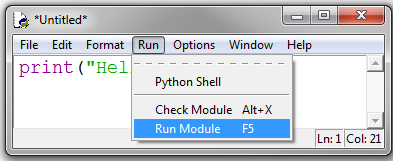 *Untitled*
File Edit Format Run Options Window Help
print("Hel
Python Shell
Check Module Alt+X
Run Module F5
Ln: 1 Col: 21